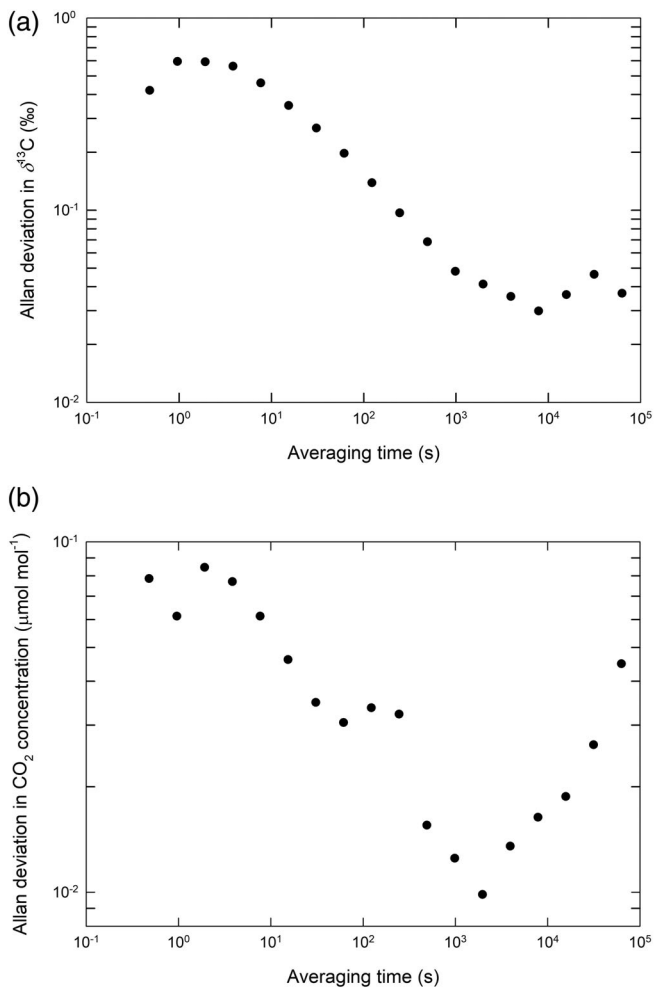 (a)
10⁰
10⁻¹
10⁻²
Allan deviation in δ¹³C (‰)
10⁻¹ 10⁰ 10¹ 10² 10³ 10⁴ 10⁵
Averaging time (s)
(b)
10⁻¹
10⁻²
Allan deviation in CO₂ concentration (μmol mol⁻¹)
10⁻¹ 10⁰ 10¹ 10² 10³ 10⁴ 10⁵
Averaging time (s)